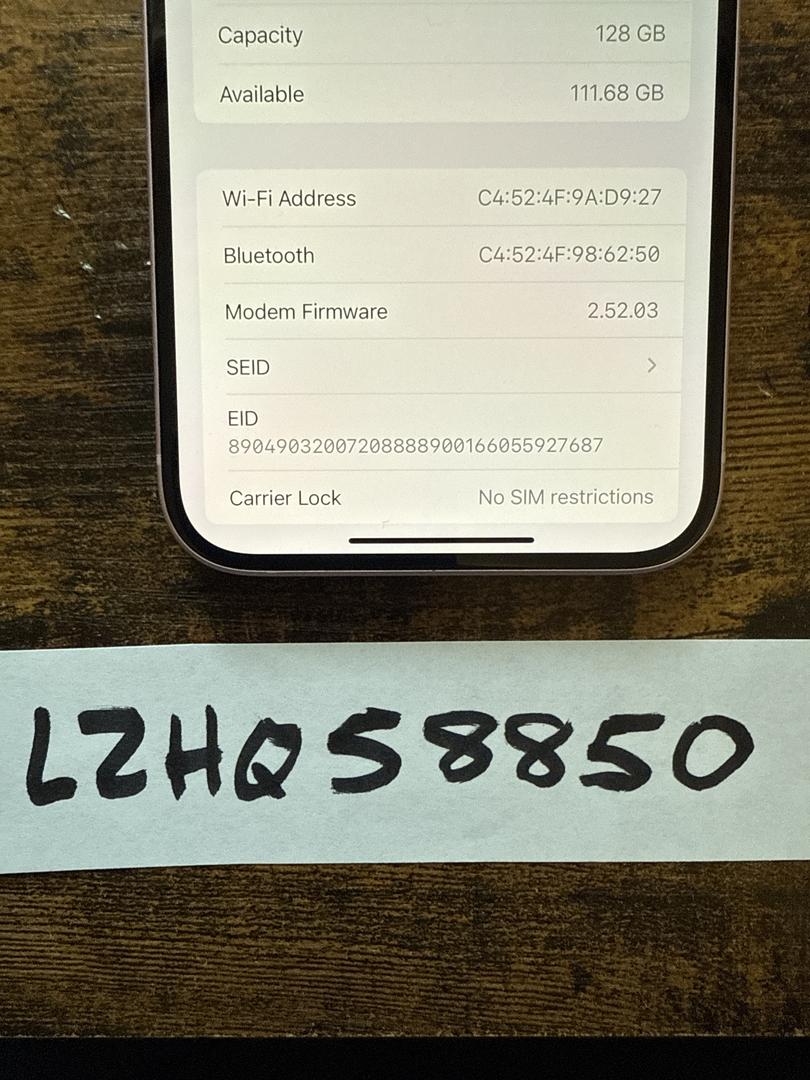 Capacity 128 GB
Available 111.68 GB
Wi-Fi Address C4:52:4F:9A:D9:27
Bluetooth C4:52:4F:98:62:50
Modem Firmware 2.52.03
SEID
EID
89049032007208888900166055927687
Carrier Lock No SIM restrictions
LZHQ58850